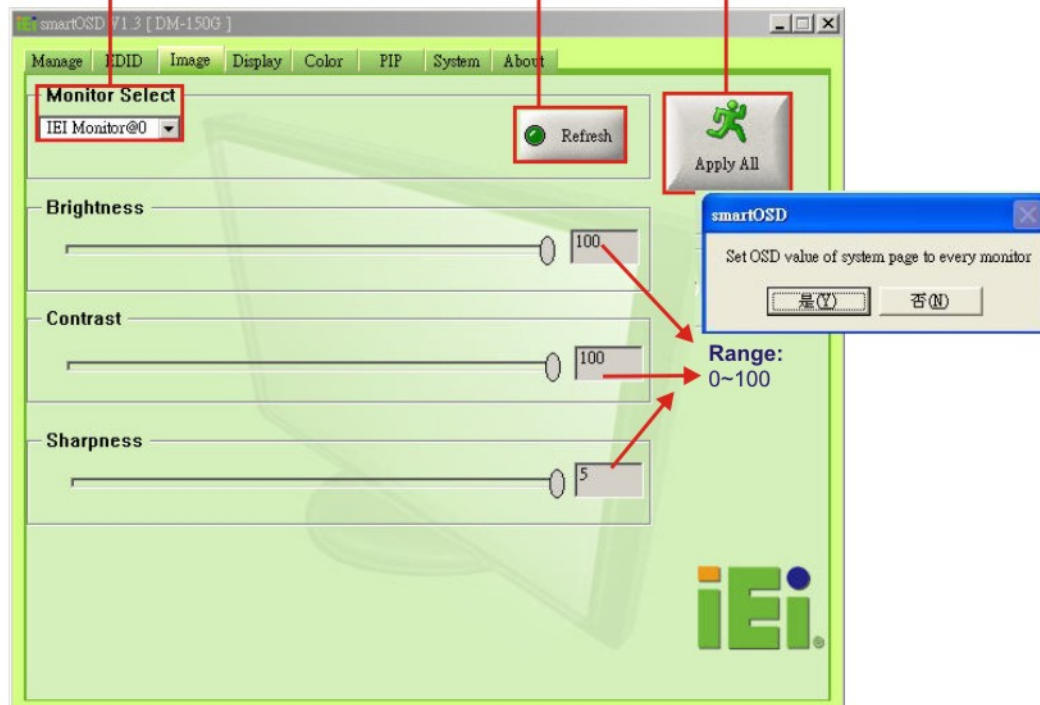 iEi smartOSD V1.3 [ DM-150G ]
Manage EDID Image Display Color PIP System About
Monitor Select
IEI Monitor@0
Refresh
Apply All
Brightness
100
smartOSD
Set OSD value of system page to every monitor
是(Y) 否(N)
Contrast
100
Range:
0~100
Sharpness
5
iEi®